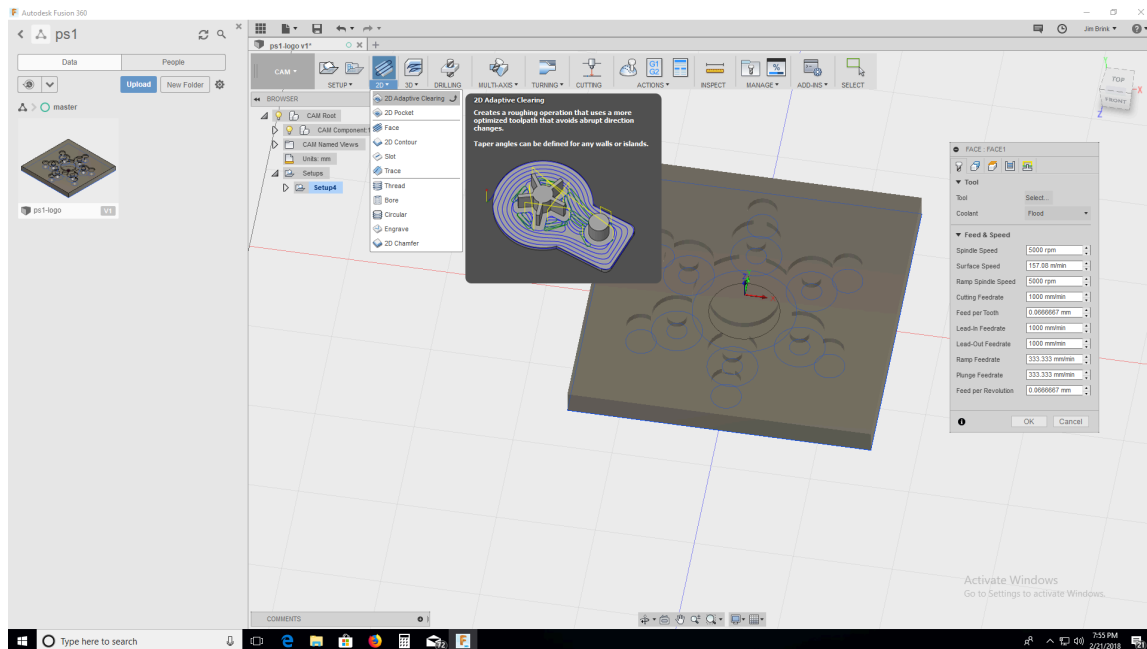 Autodesk Fusion 360
ps1
Data
People
Upload
New Folder
master
ps1-logo
V1
ps1-logo v1*
Jim Brink
CAM
SETUP
2D
3D
DRILLING
MULTI-AXIS
TURNING
CUTTING
G1
G2
ACTIONS
INSPECT
MANAGE
ADD-INS
SELECT
TOP
FRONT
X
Z
BROWSER
CAM Root
CAM Component
CAM Named Views
Units: mm
Setups
Setup4
2D Adaptive Clearing
2D Pocket
Face
2D Contour
Slot
Trace
Thread
Bore
Circular
Engrave
2D Chamfer
2D Adaptive Clearing
Creates a roughing operation that uses a more
optimized toolpath that avoids abrupt direction
changes.
Taper angles can be defined for any walls or islands.
FACE : FACE1
Tool
Tool Select...
Coolant Flood
Feed & Speed
Spindle Speed 5000 rpm
Surface Speed 157.00 m/min
Ramp Spindle Speed 5000 rpm
Cutting Feedrate 1000 mm/min
Feed per Tooth 0.0666667 mm
Lead-In Feedrate 1000 mm/min
Lead-Out Feedrate 1000 mm/min
Ramp Feedrate 333.333 mm/min
Plunge Feedrate 333.333 mm/min
Feed per Revolution 0.0666667 mm
OK Cancel
Activate Windows
Go to Settings to activate Windows.
COMMENTS
Type here to search
72
7:55 PM
2/21/2018
21